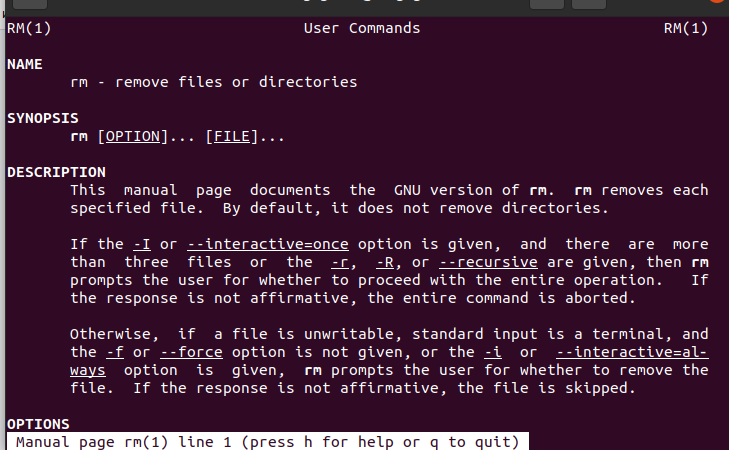 RM(1) User Commands RM(1)
NAME
rm - remove files or directories
SYNOPSIS
rm [OPTION]... [FILE]...
DESCRIPTION
This manual page documents the GNU version of rm. rm removes each
specified file. By default, it does not remove directories.
If the -I or --interactive=once option is given, and there are more
than three files or the -r, -R, or --recursive are given, then rm
prompts the user for whether to proceed with the entire operation. If
the response is not affirmative, the entire command is aborted.
Otherwise, if a file is unwritable, standard input is a terminal, and
the -f or --force option is not given, or the -i or --interactive=al-
ways option is given, rm prompts the user for whether to remove the
file. If the response is not affirmative, the file is skipped.
OPTIONS
Manual page rm(1) line 1 (press h for help or q to quit)